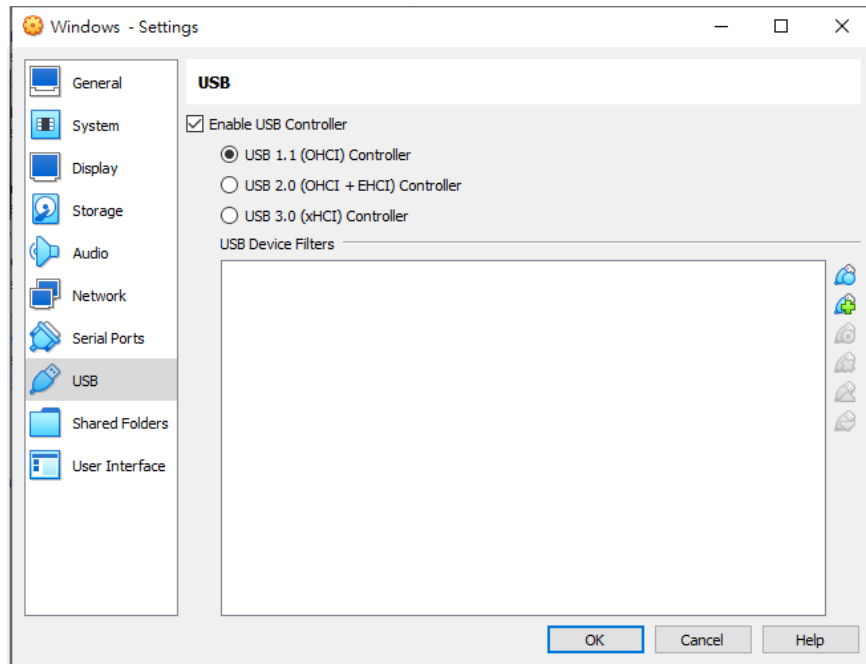 Windows - Settings
General
System
Display
Storage
Audio
Network
Serial Ports
USB
Shared Folders
User Interface
USB
Enable USB Controller
USB 1.1 (OHCI) Controller
USB 2.0 (OHCI + EHCI) Controller
USB 3.0 (xHCI) Controller
USB Device Filters
OK Cancel Help